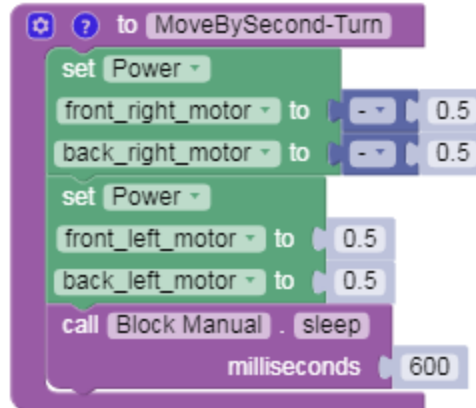 ? to MoveBySecond-Turn
set Power
front_right_motor to - 0.5
back_right_motor to - 0.5
set Power
front_left_motor to 0.5
back_left_motor to 0.5
call Block Manual . sleep
milliseconds 600